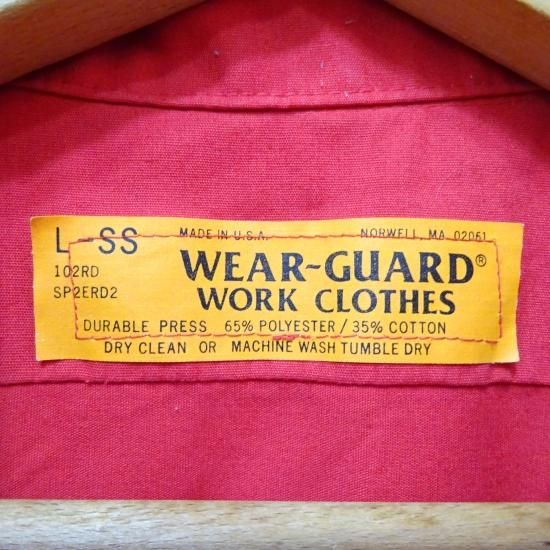 L-SS MADE IN U.S.A. NORWELL, MA. 02061
102RD WEAR-GUARD®
SP2ERD2 WORK CLOTHES
DURABLE PRESS 65% POLYESTER / 35% COTTON
DRY CLEAN OR MACHINE WASH TUMBLE DRY